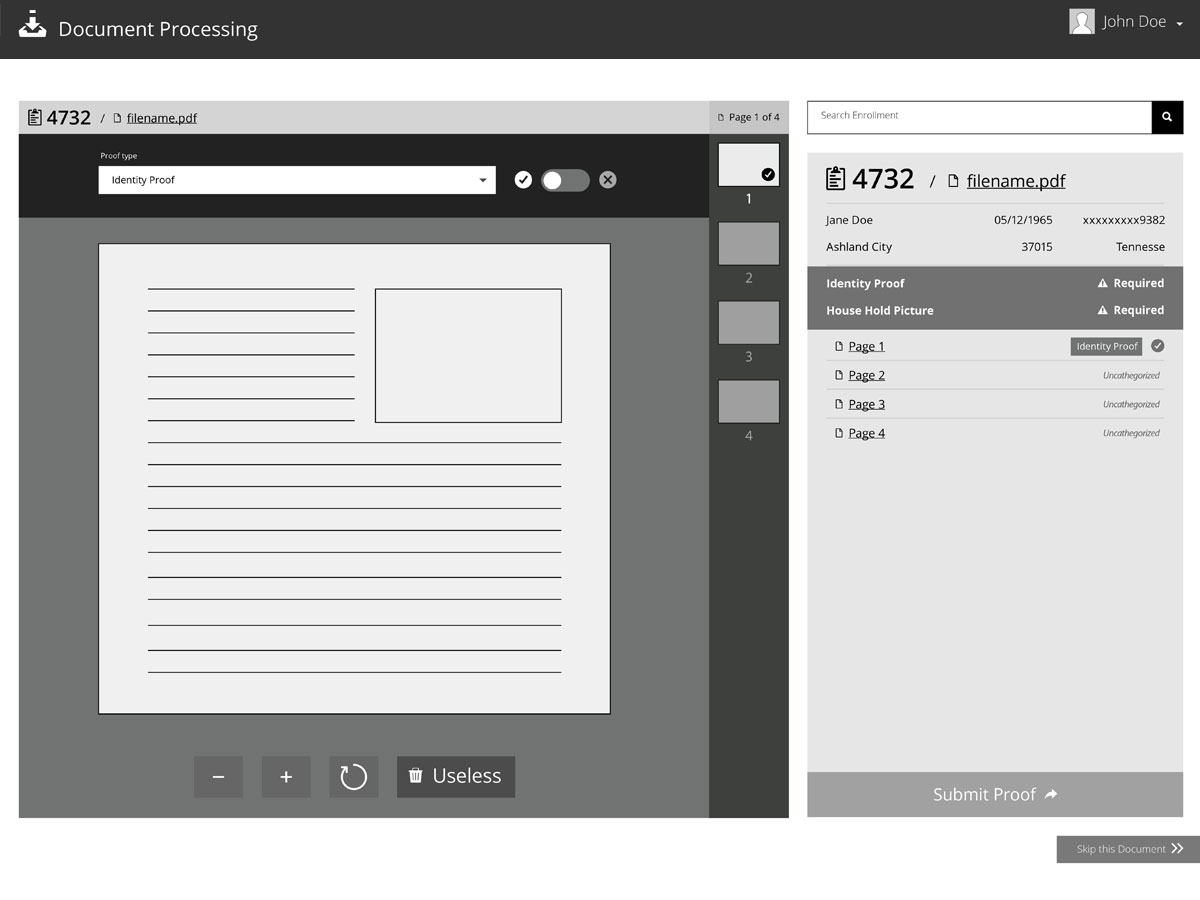 Document Processing
John Doe
4732 / filename.pdf
Page 1 of 4
Proof type
Identity Proof
1
2
3
4
− + Useless
Search Enrollment
4732 / filename.pdf
Jane Doe 05/12/1965 xxxxxxxxx9382
Ashland City 37015 Tennesse
Identity Proof Required
House Hold Picture Required
Page 1 Identity Proof
Page 2 Uncathegorized
Page 3 Uncathegorized
Page 4 Uncathegorized
Submit Proof
Skip this Document